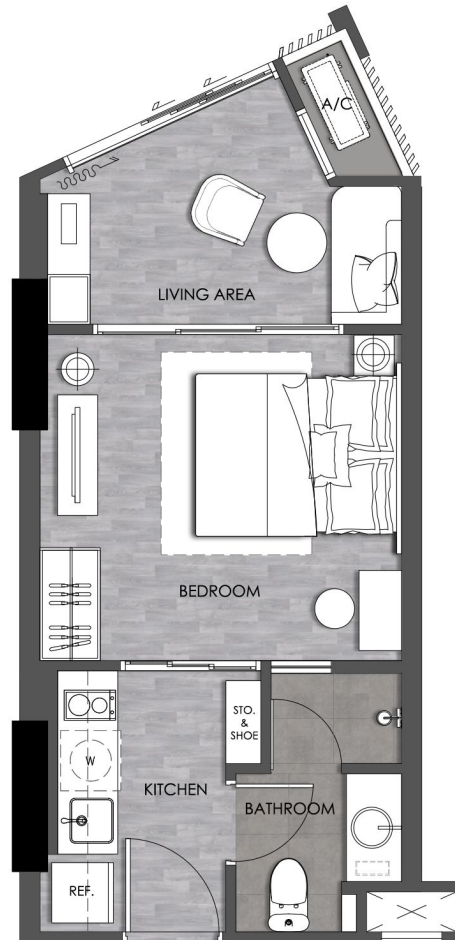 A/C
LIVING AREA
BEDROOM
STO.
&
SHOE
W
KITCHEN
BATHROOM
REF.